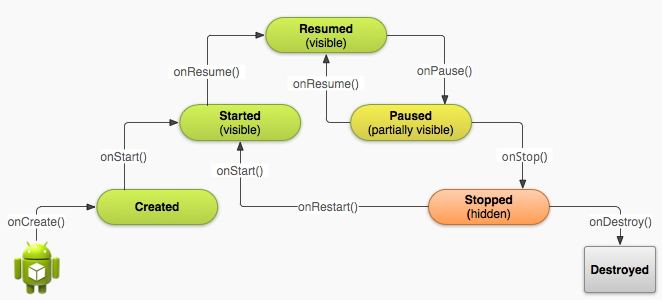 Resumed
(visible)
onResume()
onResume()
onPause()
Started
(visible)
Paused
(partially visible)
onStart()
onStart()
onStop()
Created
onRestart()
Stopped
(hidden)
onCreate()
onDestroy()
Destroyed